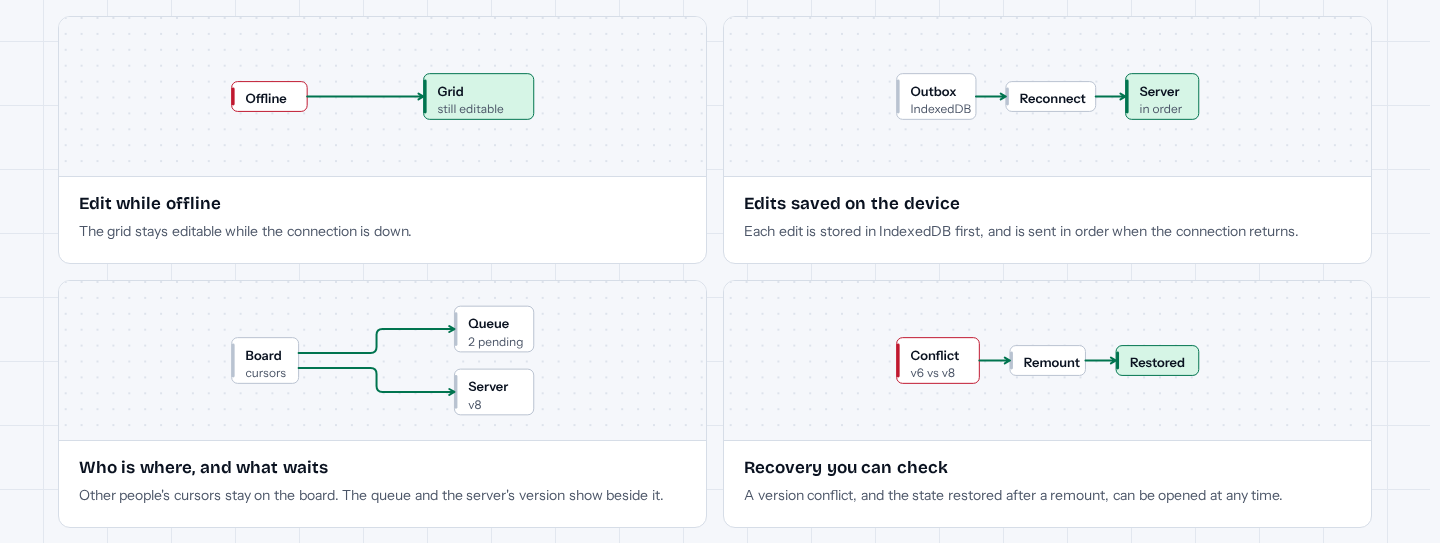 Offline
Grid
still editable
Edit while offline
The grid stays editable while the connection is down.
Outbox
IndexedDB
Reconnect
Server
in order
Edits saved on the device
Each edit is stored in IndexedDB first, and is sent in order when the connection returns.
Board
cursors
Queue
2 pending
Server
v8
Who is where, and what waits
Other people's cursors stay on the board. The queue and the server's version show beside it.
Conflict
v6 vs v8
Remount
Restored
Recovery you can check
A version conflict, and the state restored after a remount, can be opened at any time.